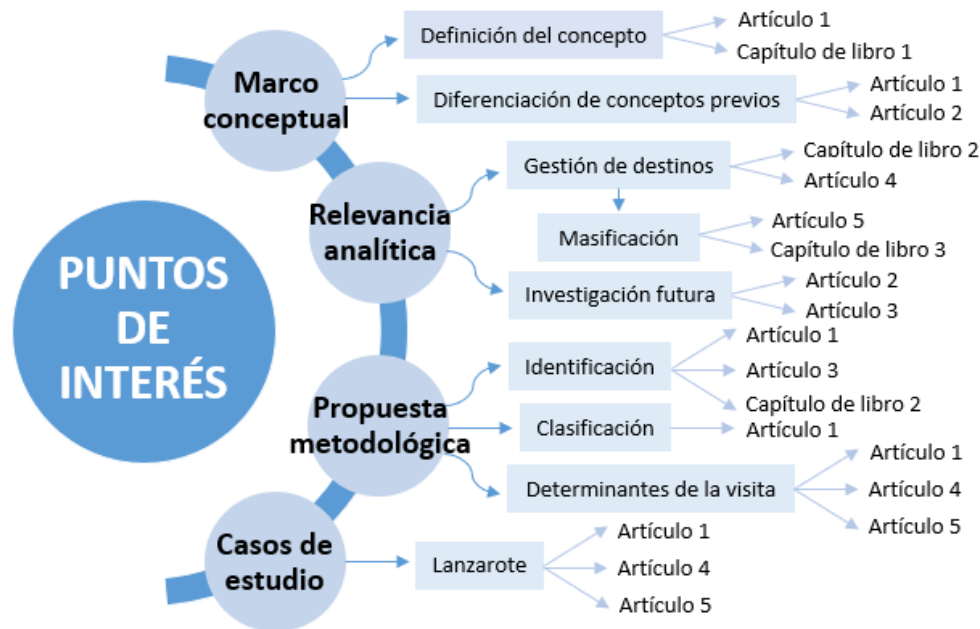 PUNTOS
DE
INTERÉS
Marco
conceptual
Definición del concepto
Artículo 1
Capítulo de libro 1
Diferenciación de conceptos previos
Artículo 1
Artículo 2
Relevancia
analítica
Gestión de destinos
Capítulo de libro 2
Artículo 4
Masificación
Artículo 5
Capítulo de libro 3
Investigación futura
Artículo 2
Artículo 3
Propuesta
metodológica
Identificación
Artículo 1
Artículo 3
Capítulo de libro 2
Clasificación
Artículo 1
Determinantes de la visita
Artículo 1
Artículo 4
Artículo 5
Casos de
estudio
Lanzarote
Artículo 1
Artículo 4
Artículo 5